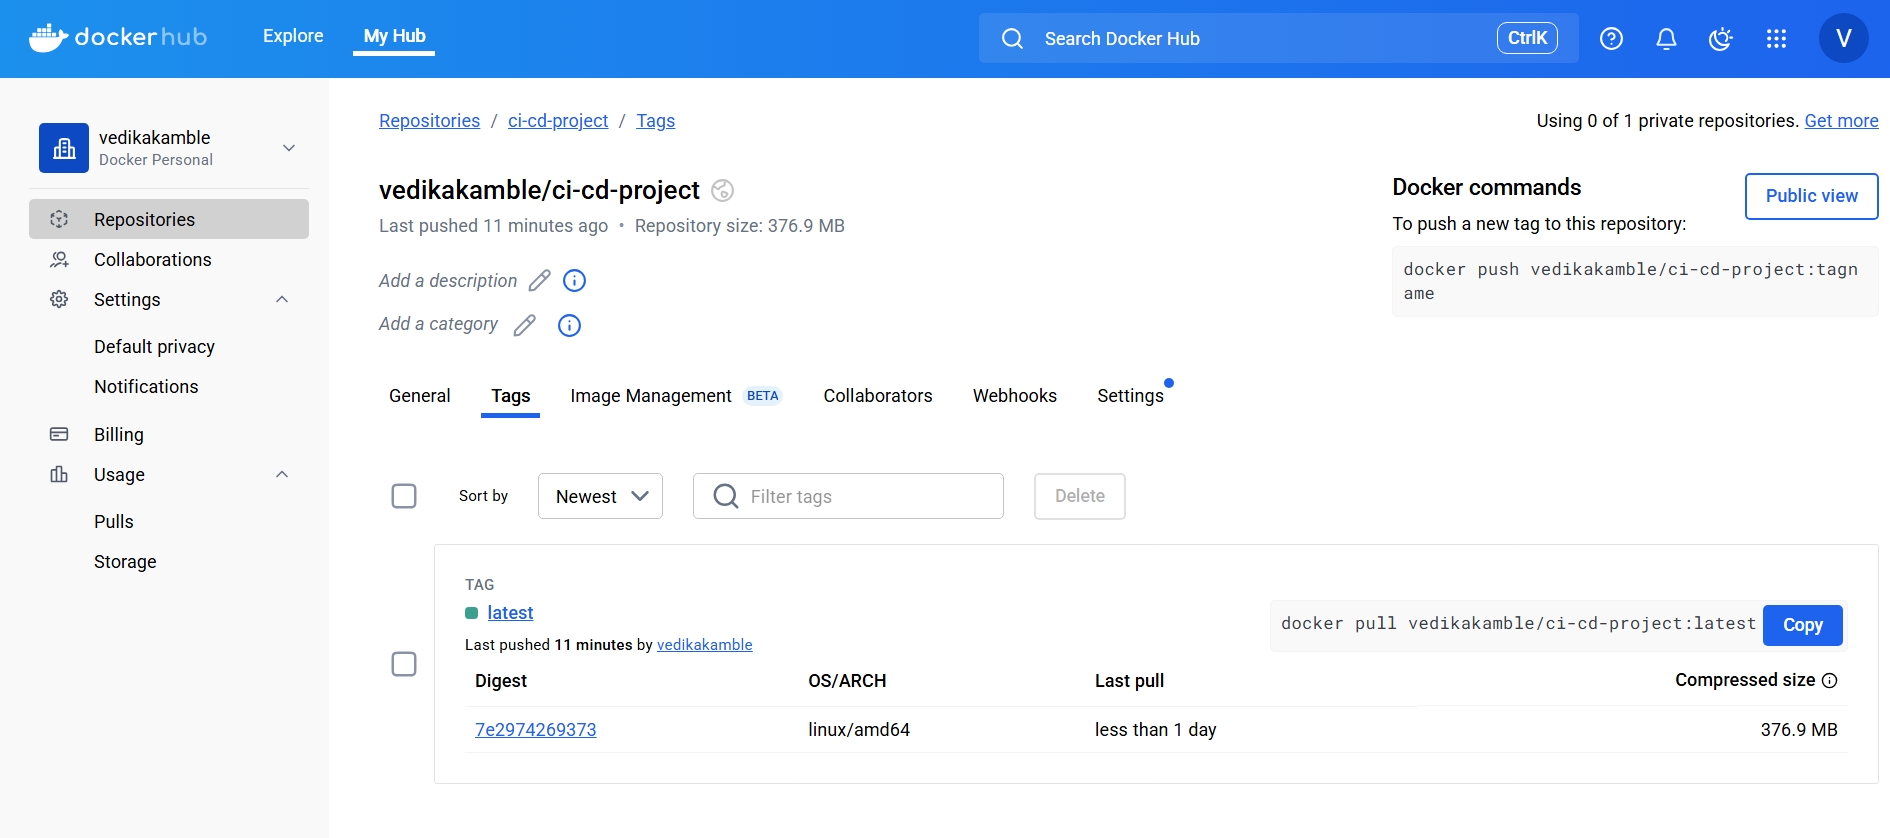 docker hub
Explore
My Hub
Search Docker Hub
CtrlK
V
vedikakamble
Docker Personal
Repositories
Collaborations
Settings
Default privacy
Notifications
Billing
Usage
Pulls
Storage
Repositories / ci-cd-project / Tags
Using 0 of 1 private repositories. Get more
vedikakamble/ci-cd-project
Last pushed 11 minutes ago • Repository size: 376.9 MB
Add a description
Add a category
Docker commands
Public view
To push a new tag to this repository:
docker push vedikakamble/ci-cd-project:tagn
ame
General
Tags
Image Management BETA
Collaborators
Webhooks
Settings
Sort by
Newest
Filter tags
Delete
TAG
latest
Last pushed 11 minutes by vedikakamble
docker pull vedikakamble/ci-cd-project:latest
Copy
Digest
OS/ARCH
Last pull
Compressed size
7e2974269373
linux/amd64
less than 1 day
376.9 MB